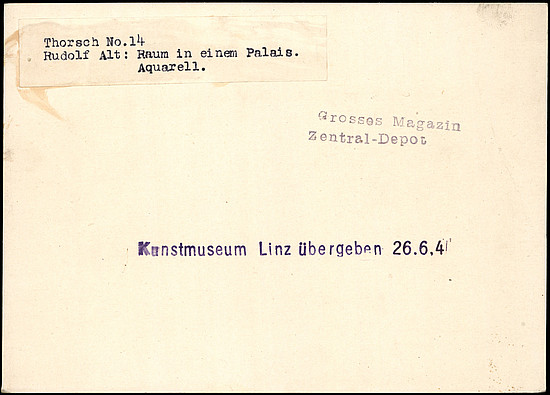 Thorsch No.14
Rudolf Alt: Raum in einem Palais.
Aquarell.
Grosses Magazin
Zentral-Depot
Kunstmuseum Linz übergeben 26.6.4